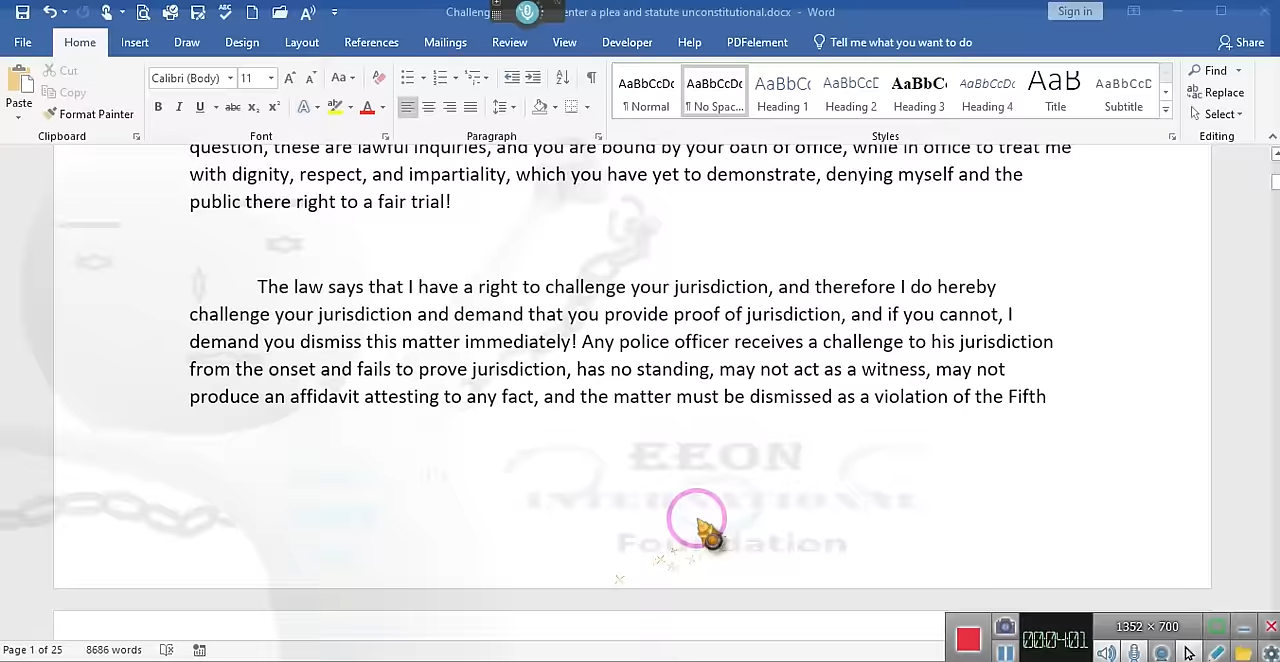 Challeng enter a plea and statute unconstitutional.docx - Word Sign in
File Home Insert Draw Design Layout References Mailings Review View Developer Help PDFelement Tell me what you want to do Share
Paste Cut Copy Format Painter
Calibri (Body) 11
AaBbCcDc AaBbCcDc AaBbCc AaBbCcD AaBbCc AaBbCcDc AaB AaBbCcD
¶ Normal ¶ No Spac... Heading 1 Heading 2 Heading 3 Heading 4 Title Subtitle
Find Replace Select
Clipboard Font Paragraph Styles Editing
question, these are lawful inquiries, and you are bound by your oath of office, while in office to treat me
with dignity, respect, and impartiality, which you have yet to demonstrate, denying myself and the
public there right to a fair trial!
The law says that I have a right to challenge your jurisdiction, and therefore I do hereby
challenge your jurisdiction and demand that you provide proof of jurisdiction, and if you cannot, I
demand you dismiss this matter immediately! Any police officer receives a challenge to his jurisdiction
from the onset and fails to prove jurisdiction, has no standing, may not act as a witness, may not
produce an affidavit attesting to any fact, and the matter must be dismissed as a violation of the Fifth
EEON
INTERNATIONAL
Foundation
1352 × 700
00:04:01
Page 1 of 25 8686 words